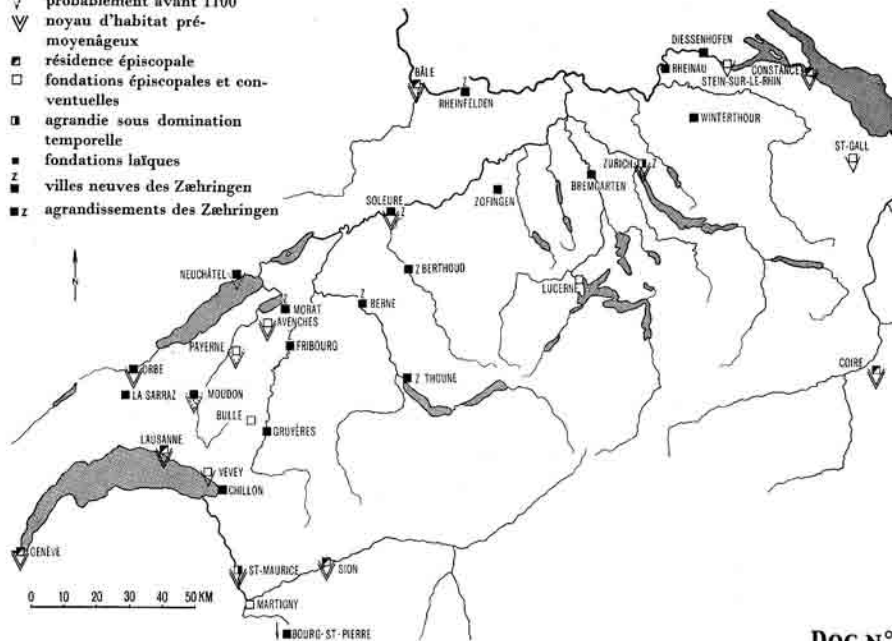 probablement avant 1100
noyau d'habitat pré-
moyenâgeux
résidence épiscopale
fondations épiscopales et con-
ventuelles
agrandie sous domination
temporelle
fondations laïques
Z
villes neuves des Zæhringen
Z agrandissements des Zæhringen
N
DIESSENHOFEN
BÂLE
Z
RHEINFELDEN
RHEINAU
STEIN-SUR-LE-RHIN
CONSTANCE
WINTERTHOUR
ST-GALL
ZURICH Z
BREMGARTEN
ZOFINGEN
SOLEURE
Z
NEUCHÂTEL
Z BERTHOUD
LUCERNE
Z
MORAT
Z
BERNE
AVENCHES
PAYERNE
FRIBOURG
ORBE
COIRE
LA SARRAZ
MOUDON
Z THOUNE
BULLE
GRUYÈRES
LAUSANNE
VEVEY
CHILLON
GENÈVE
ST-MAURICE
SION
0 10 20 30 40 50 KM
MARTIGNY
BOURG-ST-PIERRE
DOC N°